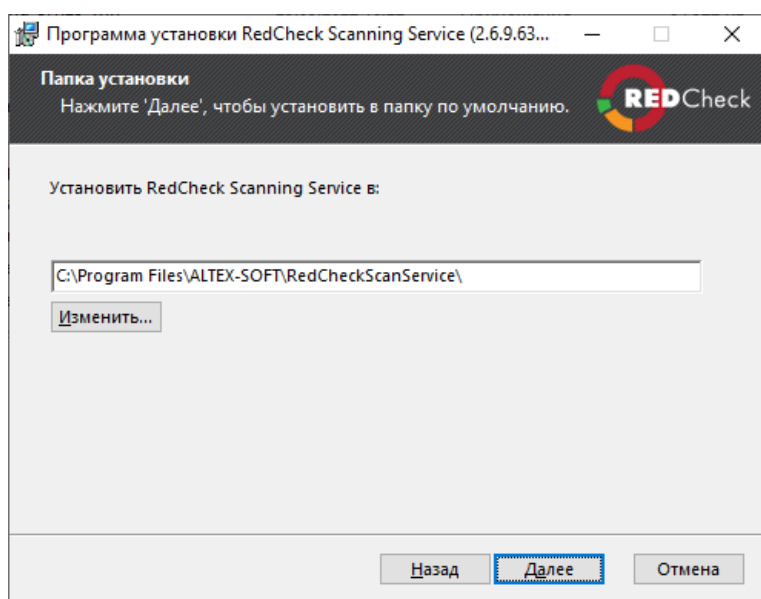 Программа установки RedCheck Scanning Service (2.6.9.63...
Папка установки
Нажмите 'Далее', чтобы установить в папку по умолчанию.
REDCheck
Установить RedCheck Scanning Service в:
C:\Program Files\ALTEX-SOFT\RedCheckScanService\
Изменить...
Назад Далее Отмена